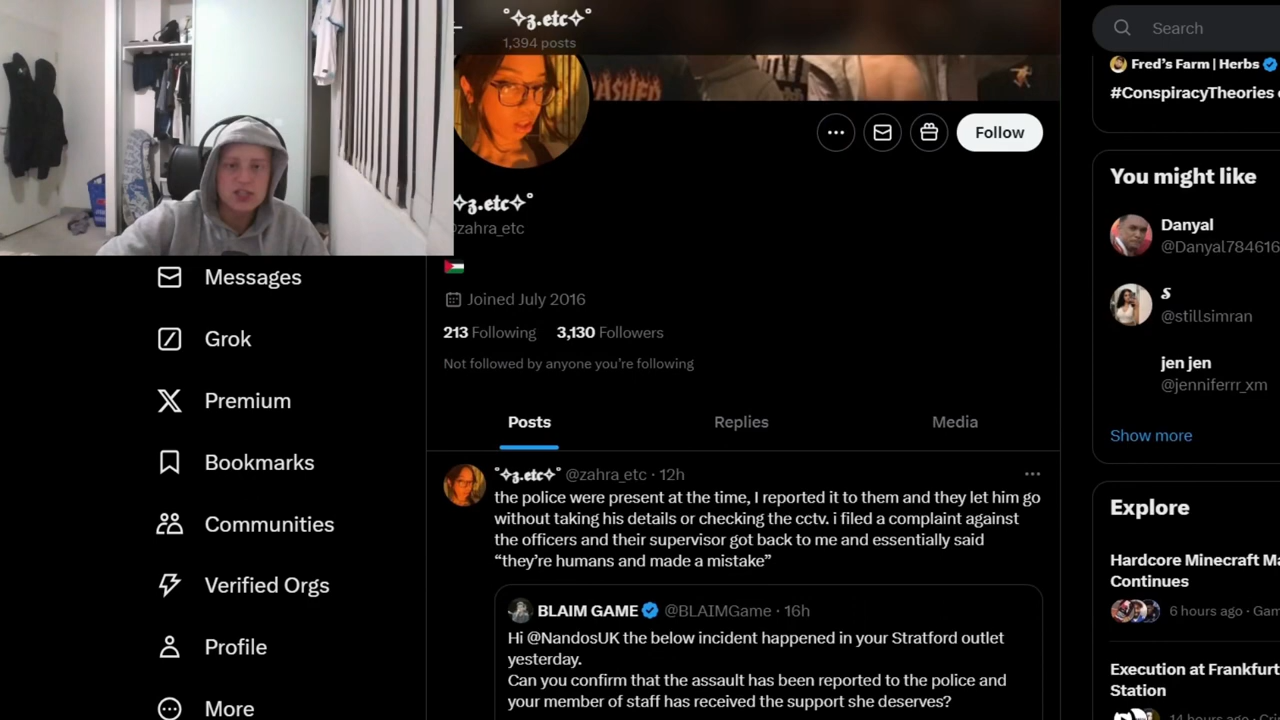 ˚✧ʒ.etc✧˚
1,394 posts
Follow
ʒ.etc✧˚
zahra_etc
🇵🇸
Joined July 2016
213 Following 3,130 Followers
Not followed by anyone you're following
Posts Replies Media
˚✧ʒ.etc✧˚ @zahra_etc · 12h
the police were present at the time, I reported it to them and they let him go
without taking his details or checking the cctv. i filed a complaint against
the officers and their supervisor got back to me and essentially said
“they’re humans and made a mistake”
BLAIM GAME @BLAIMGame · 16h
Hi @NandosUK the below incident happened in your Stratford outlet
yesterday.
Can you confirm that the assault has been reported to the police and
your member of staff has received the support she deserves?
Messages
Grok
Premium
Bookmarks
Communities
Verified Orgs
Profile
More
Search
Fred's Farm | Herbs
#ConspiracyTheories
You might like
Danyal
@Danyal784616
S
@stillsimran
jen jen
@jenniferrr_xm
Show more
Explore
Hardcore Minecraft Ma
Continues
6 hours ago · Gam
Execution at Frankfurt
Station
14 hours ago